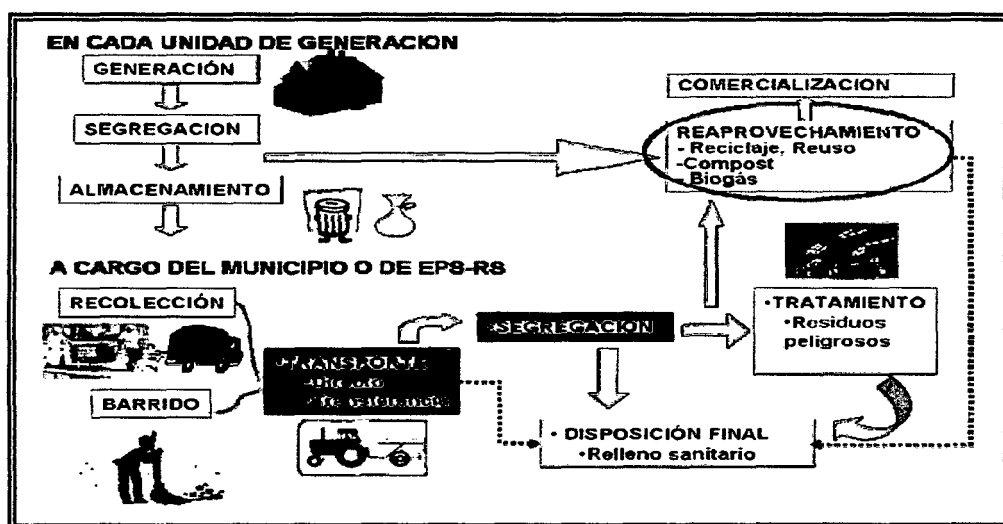 EN CADA UNIDAD DE GENERACION
GENERACIÓN
SEGREGACION
ALMACENAMIENTO
COMERCIALIZACION
REAPROVECHAMIENTO
- Reciclaje, Reuso
-Compost
- Biogás
A CARGO DEL MUNICIPIO O DE EPS-RS
RECOLECCIÓN
BARRIDO
•TRANSPORTE
•SEGREGACION
•TRATAMIENTO
•Residuos
peligrosos
• DISPOSICIÓN FINAL
•Relleno sanitario